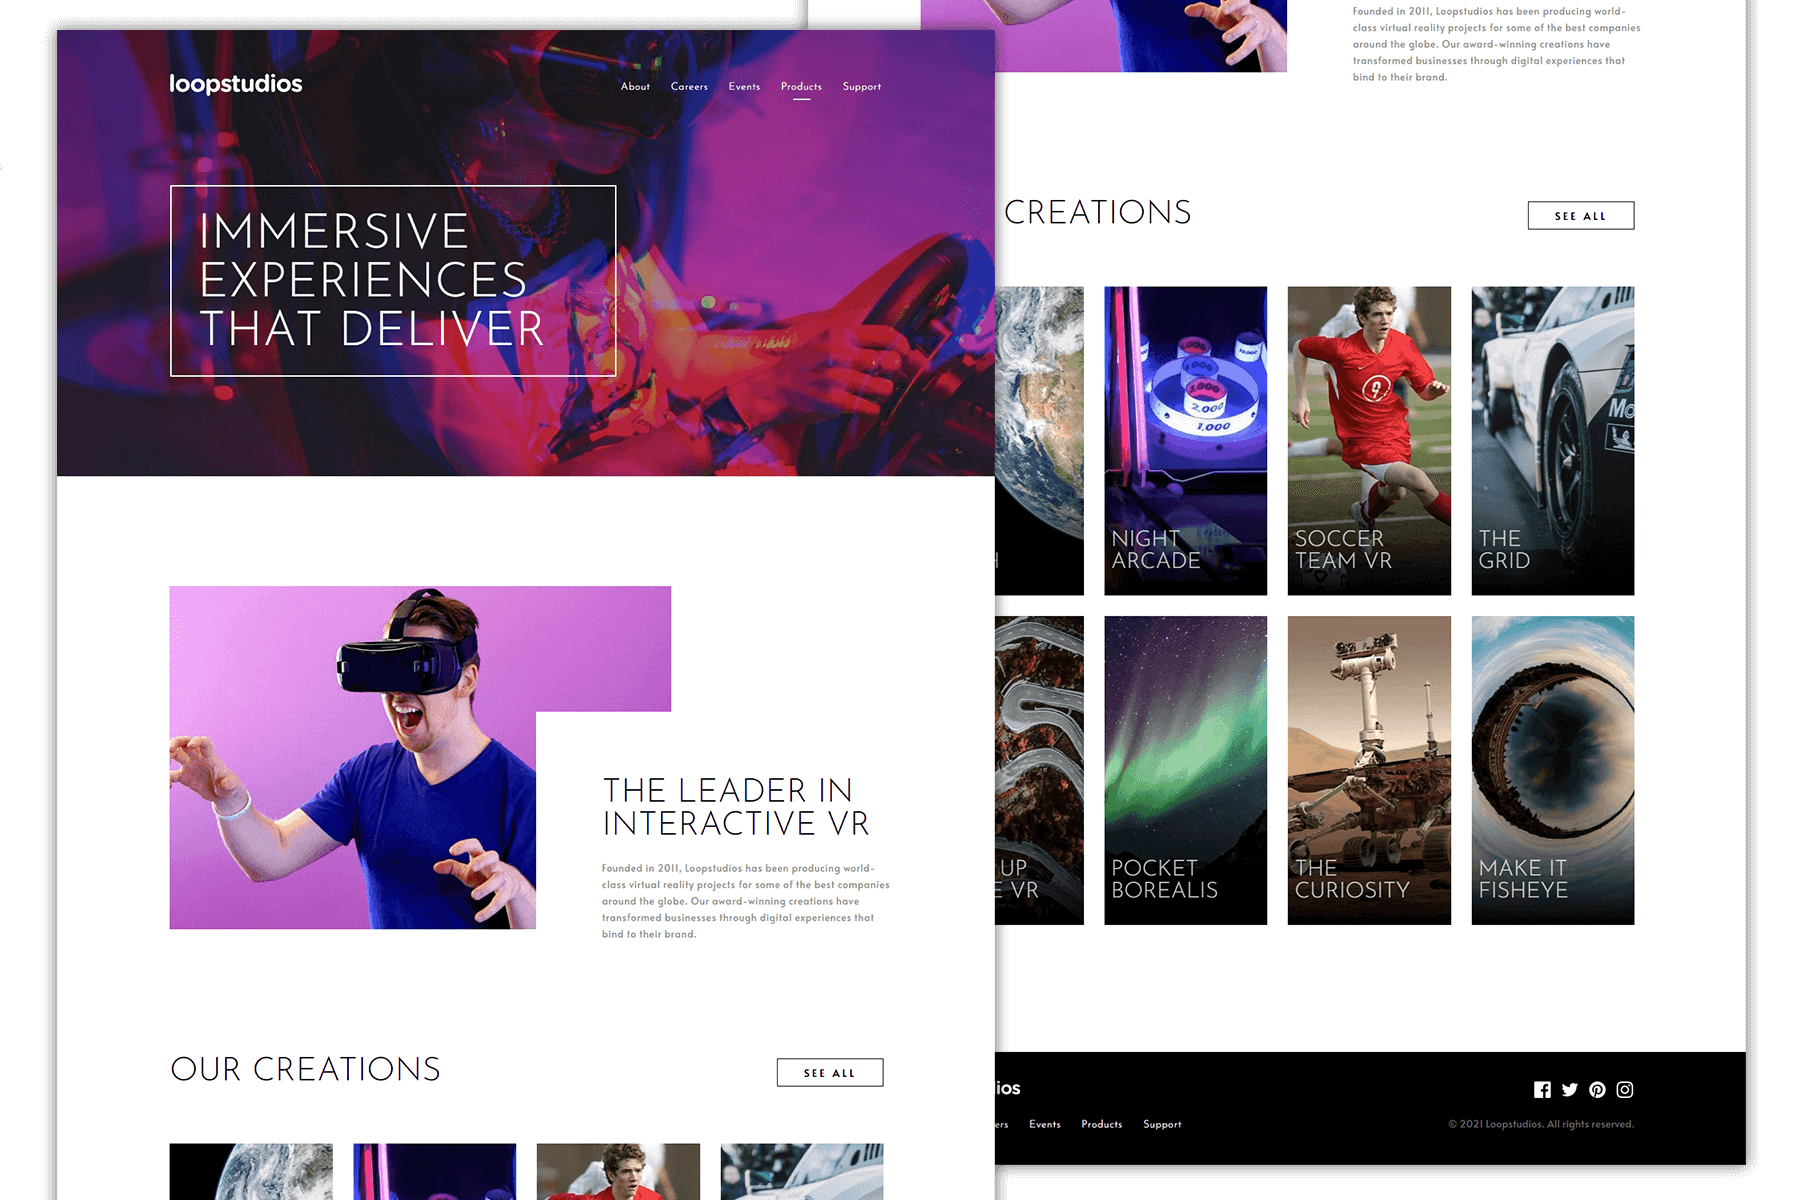 loopstudios
About Careers Events Products Support
IMMERSIVE
EXPERIENCES
THAT DELIVER
THE LEADER IN
INTERACTIVE VR
Founded in 2011, Loopstudios has been producing world-
class virtual reality projects for some of the best companies
around the globe. Our award-winning creations have
transformed businesses through digital experiences that
bind to their brand.
OUR CREATIONS
SEE ALL
Founded in 2011, Loopstudios has been producing world-
class virtual reality projects for some of the best companies
around the globe. Our award-winning creations have
transformed businesses through digital experiences that
bind to their brand.
CREATIONS
SEE ALL
H
NIGHT
ARCADE
2,000
1,000
SOCCER
TEAM VR
9
THE
GRID
UP
E VR
POCKET
BOREALIS
THE
CURIOSITY
MAKE IT
FISHEYE
ios
ers Events Products Support
© 2021 Loopstudios. All rights reserved.